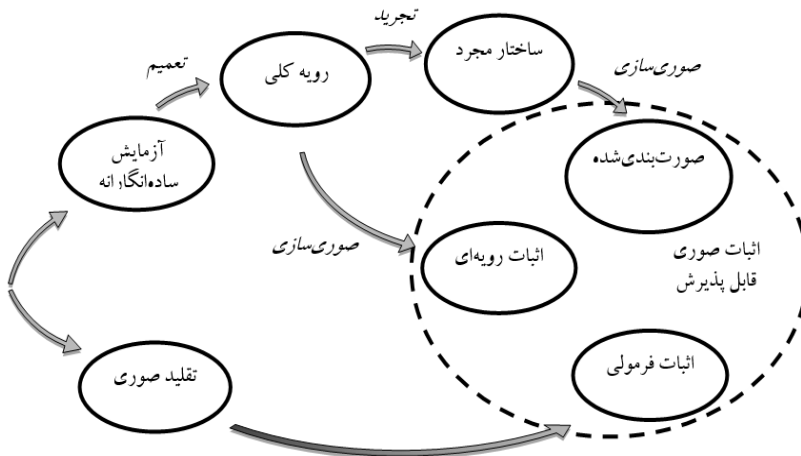 تجرید
ساختار مجرد
صوری‌سازی
رویه کلی
تعمیم
صورت‌بندی‌شده
آزمایش
ساده‌انگارانه
صوری‌سازی
اثبات رویه‌ای
اثبات صوری
قابل پذیرش
تقلید صوری
اثبات فرمولی